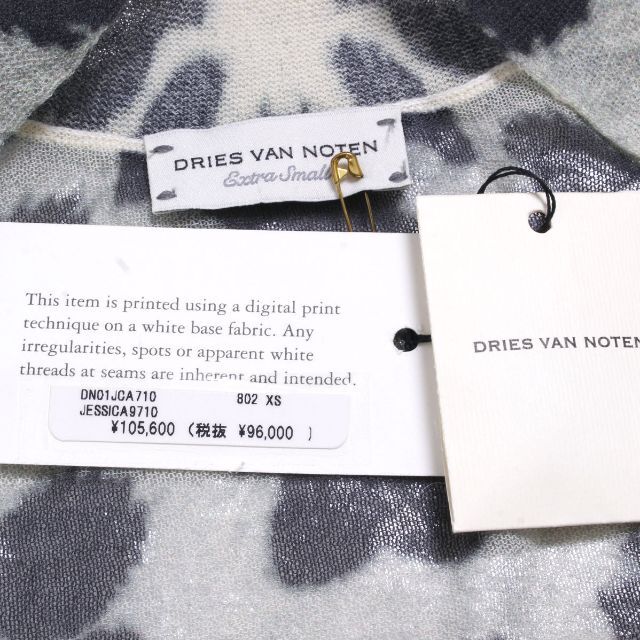 DRIES VAN NOTEN
Extra Small
This item is printed using a digital print
technique on a white base fabric. Any
irregularities, spots or apparent white
threads at seams are inherent and intended.
DN01JCA710 802 XS
JESSICA9710
¥105,600 (税抜 ¥96,000 )
DRIES VAN NOTEN